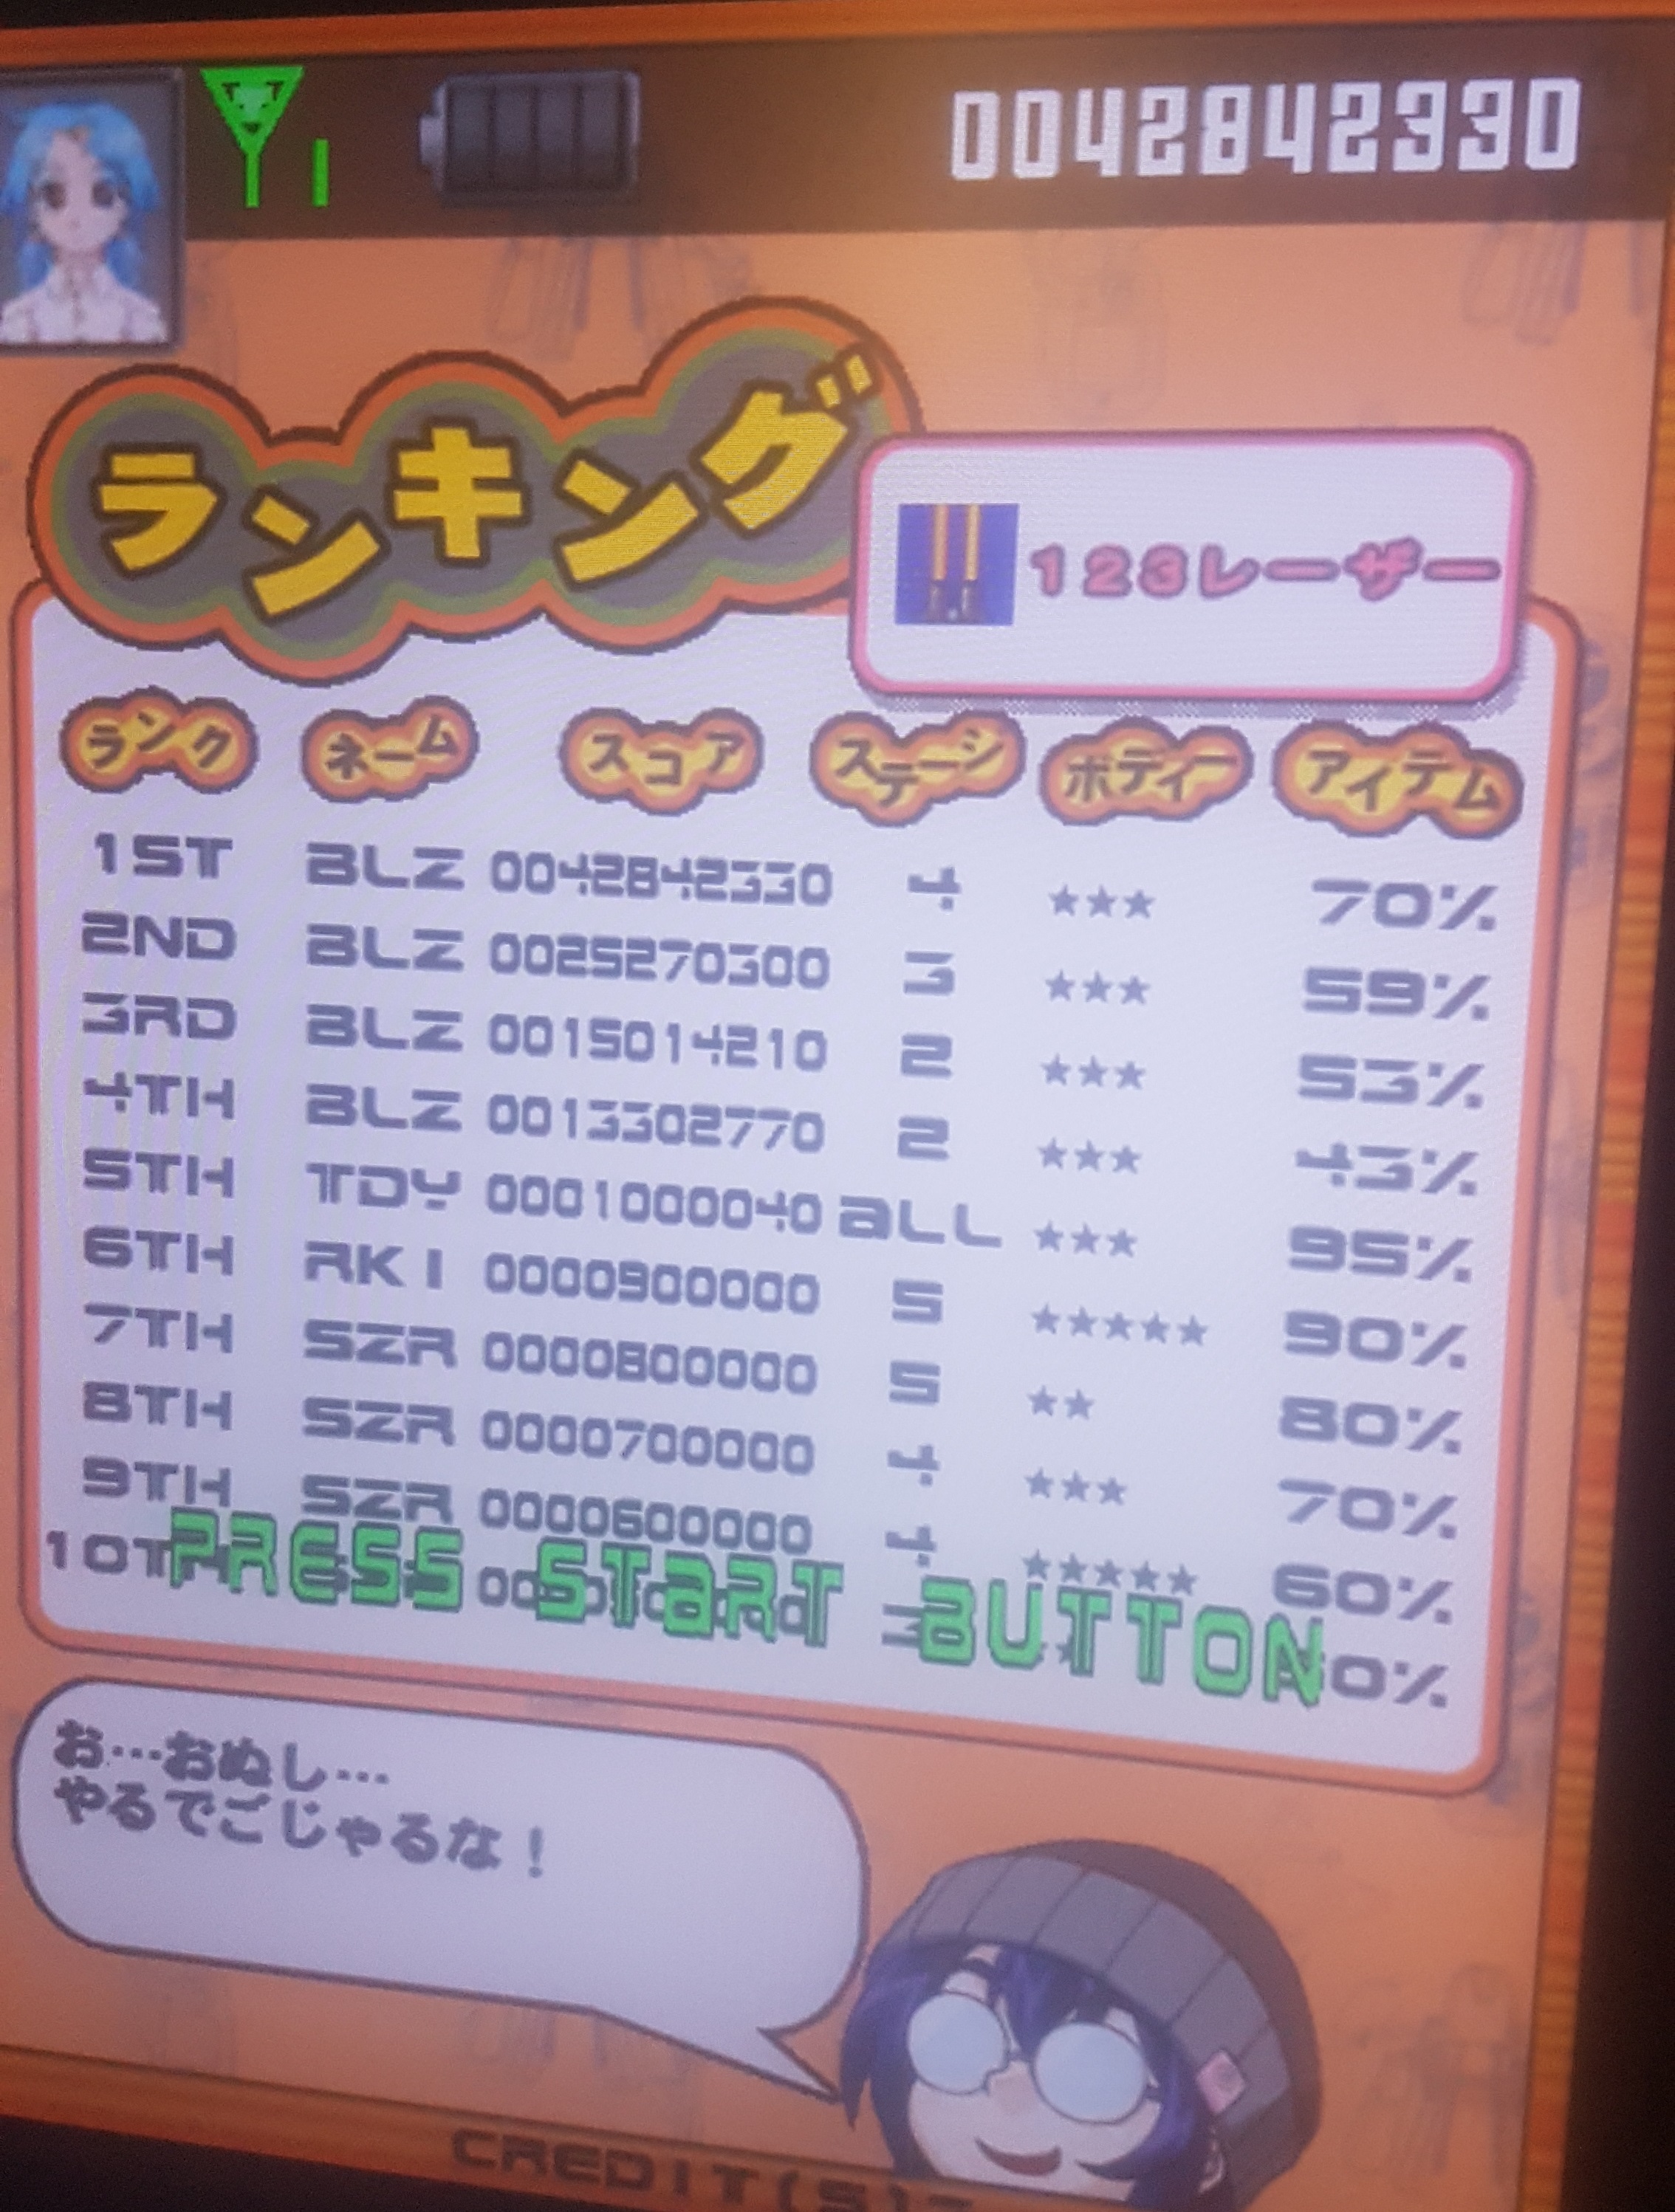 1 0042842330
ランキング
123レーザー
ランク ネーム スコア ステージ ボディー アイテム
1ST BLZ 0042842330 4 ★★★ 70%
2ND BLZ 0025270300 3 ★★★ 59%
3RD BLZ 0015014210 2 ★★★ 53%
4TH BLZ 0013302770 2 ★★★ 43%
5TH TDY 0001000040 aLL ★★★ 95%
6TH RKI 0000900000 5 ★★★★★ 90%
7TH SZR 0000800000 5 ★★ 80%
8TH SZR 0000700000 4 ★★★ 70%
9TH SZR 0000600000 4 ★★★★★ 60%
PRESS START BUTTON
お…おぬし…
やるでごじゃるな!
CREDIT(S)